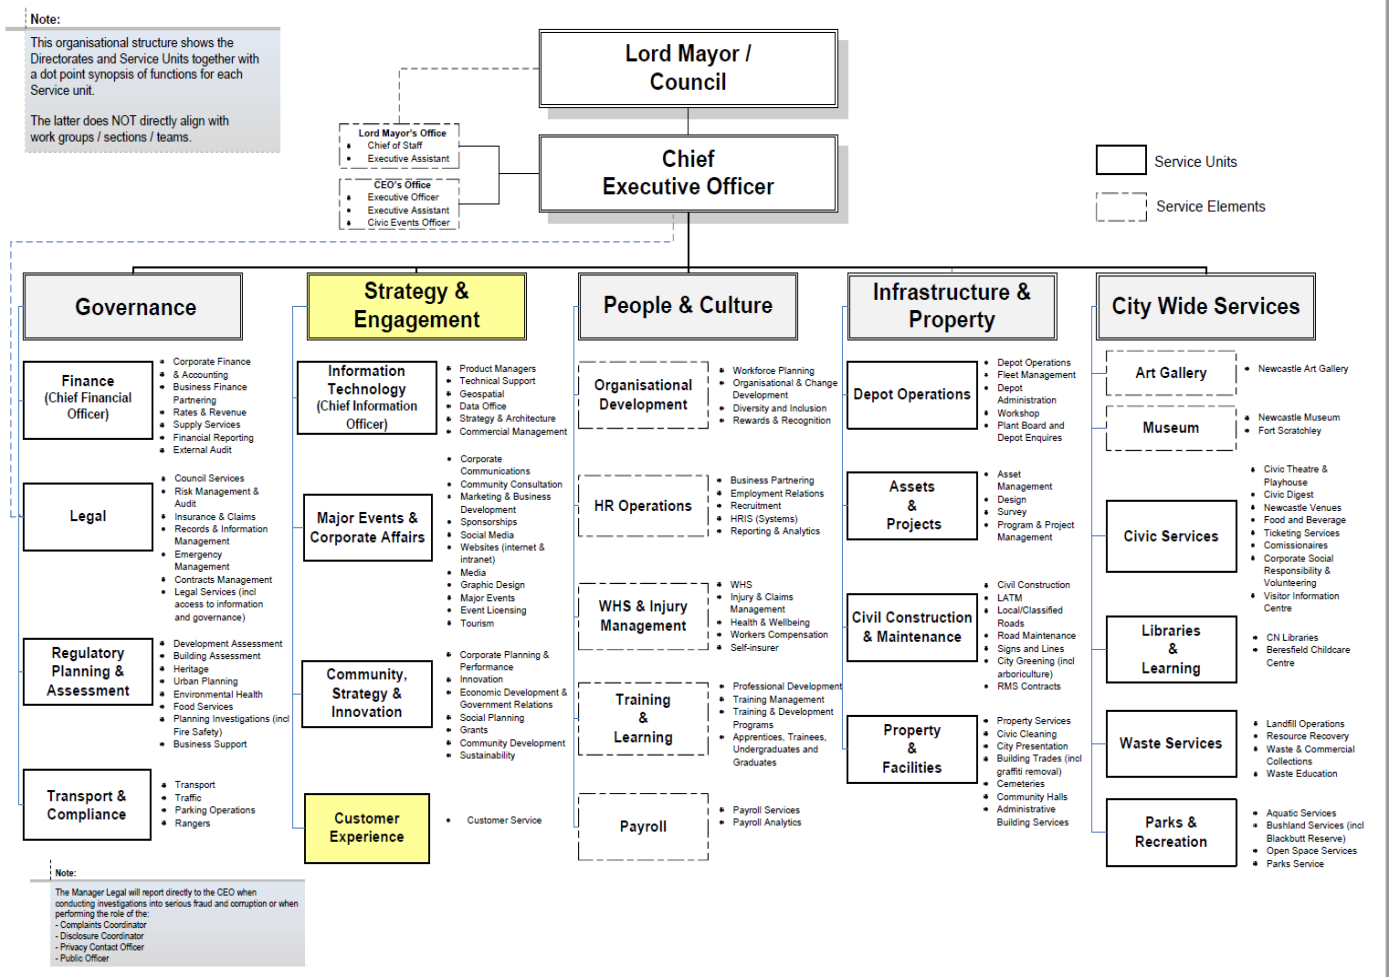 Note:
This organisational structure shows the
Directorates and Service Units together with
a dot point synopsis of functions for each
Service unit.
The latter does NOT directly align with
work groups / sections / teams.
Lord Mayor /
Council
Lord Mayor's Office
Chief of Staff
Executive Assistant
CEO's Office
Executive Officer
Executive Assistant
Civic Events Officer
Chief
Executive Officer
Service Units
Service Elements
Governance
Finance
(Chief Financial
Officer)
Corporate Finance
& Accounting
Business Finance
Partnering
Rates & Revenue
Supply Services
Financial Reporting
External Audit
Legal
Council Services
Risk Management &
Audit
Insurance & Claims
Records & Information
Management
Emergency
Management
Contracts Management
Legal Services (incl
access to information
and governance)
Regulatory
Planning &
Assessment
Development Assessment
Building Assessment
Heritage
Urban Planning
Environmental Health
Food Services
Planning Investigations (incl
Fire Safety)
Business Support
Transport &
Compliance
Transport
Traffic
Parking Operations
Rangers
Strategy &
Engagement
Information
Technology
(Chief Information
Officer)
Product Managers
Technical Support
Geospatial
Data Office
Strategy & Architecture
Commercial Management
Major Events &
Corporate Affairs
Corporate
Communications
Community Consultation
Marketing & Business
Development
Sponsorships
Social Media
Websites (internet &
intranet)
Media
Graphic Design
Major Events
Event Licensing
Tourism
Community,
Strategy &
Innovation
Corporate Planning &
Performance
Innovation
Economic Development &
Government Relations
Social Planning
Grants
Community Development
Sustainability
Customer
Experience
Customer Service
People & Culture
Organisational
Development
Workforce Planning
Organisational & Change
Development
Diversity and Inclusion
Rewards & Recognition
HR Operations
Business Partnering
Employment Relations
Recruitment
HRIS (Systems)
Reporting & Analytics
WHS & Injury
Management
WHS
Injury & Claims
Management
Health & Wellbeing
Workers Compensation
Self-insurer
Training
&
Learning
Professional Development
Training Management
Training & Development
Programs
Apprentices, Trainees,
Undergraduates and
Graduates
Payroll
Payroll Services
Payroll Analytics
Infrastructure &
Property
Depot Operations
Depot Operations
Fleet Management
Depot
Administration
Workshop
Plant Board and
Depot Enquires
Assets
&
Projects
Asset
Management
Design
Survey
Program & Project
Management
Civil Construction
& Maintenance
Civil Construction
LATM
Local/Classified
Roads
Road Maintenance
Signs and Lines
City Greening (incl
arboriculture)
RMS Contracts
Property
&
Facilities
Property Services
Civic Cleaning
City Presentation
Building Trades (incl
graffiti removal)
Cemeteries
Community Halls
Administrative
Building Services
City Wide Services
Art Gallery
Newcastle Art Gallery
Museum
Newcastle Museum
Fort Scratchley
Civic Services
Civic Theatre &
Playhouse
Civic Digest
Newcastle Venues
Food and Beverage
Ticketing Services
Comissionaires
Corporate Social
Responsibility &
Volunteering
Visitor Information
Centre
Libraries
&
Learning
CN Libraries
Beresfield Childcare
Centre
Waste Services
Landfill Operations
Resource Recovery
Waste & Commercial
Collections
Waste Education
Parks &
Recreation
Aquatic Services
Bushland Services (incl
Blackbutt Reserve)
Open Space Services
Parks Service
Note:
The Manager Legal will report directly to the CEO when
conducting investigations into serious fraud and corruption or when
performing the role of the:
- Complaints Coordinator
- Disclosure Coordinator
- Privacy Contact Officer
- Public Officer